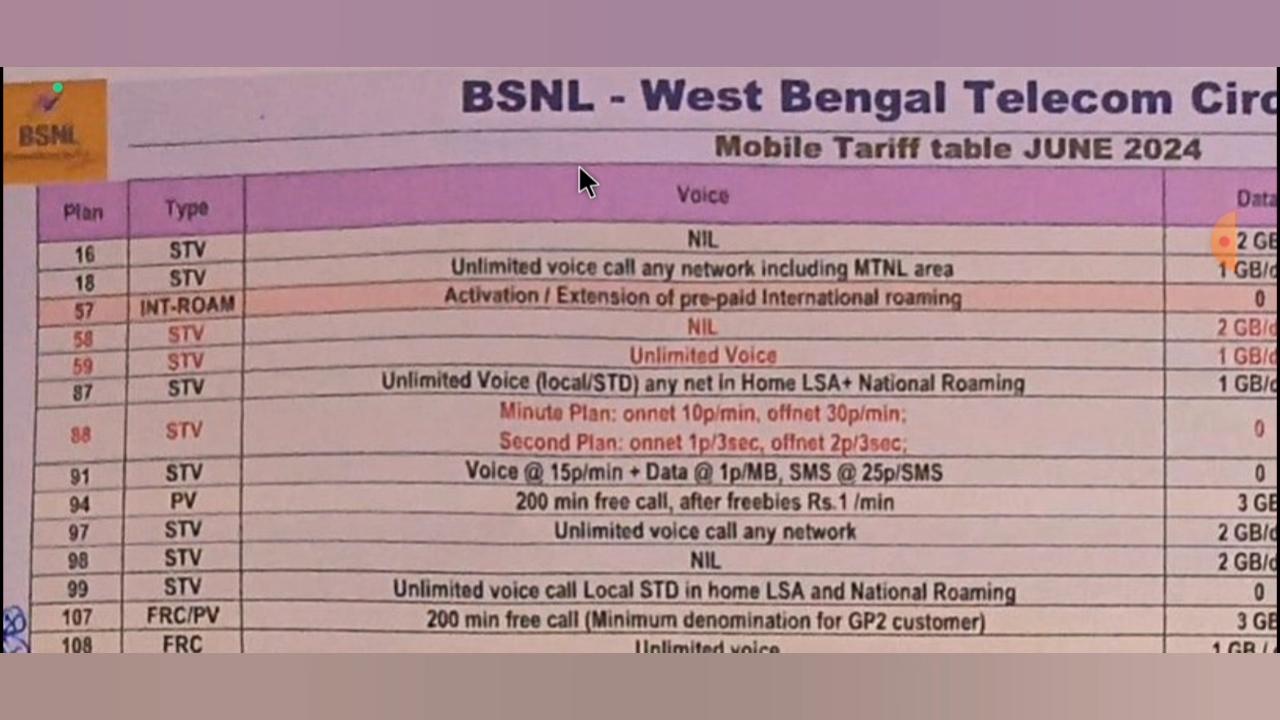 BSNL
BSNL - West Bengal Telecom Circ
Mobile Tariff table JUNE 2024
Plan Type Voice Data
16 STV NIL 2 GB
18 STV Unlimited voice call any network including MTNL area 1 GB/d
57 INT-ROAM Activation / Extension of pre-paid International roaming 0
58 STV NIL 2 GB/d
59 STV Unlimited Voice 1 GB/d
87 STV Unlimited Voice (local/STD) any net in Home LSA+ National Roaming 1 GB/d
88 STV Minute Plan: onnet 10p/min, offnet 30p/min; 0
Second Plan: onnet 1p/3sec, offnet 2p/3sec;
91 STV Voice @ 15p/min + Data @ 1p/MB, SMS @ 25p/SMS 0
94 PV 200 min free call, after freebies Rs.1 /min 3 GB
97 STV Unlimited voice call any network 2 GB/d
98 STV NIL 2 GB/d
99 STV Unlimited voice call Local STD in home LSA and National Roaming 0
107 FRC/PV 200 min free call (Minimum denomination for GP2 customer) 3 GB
108 FRC Unlimited voice 1 GB /